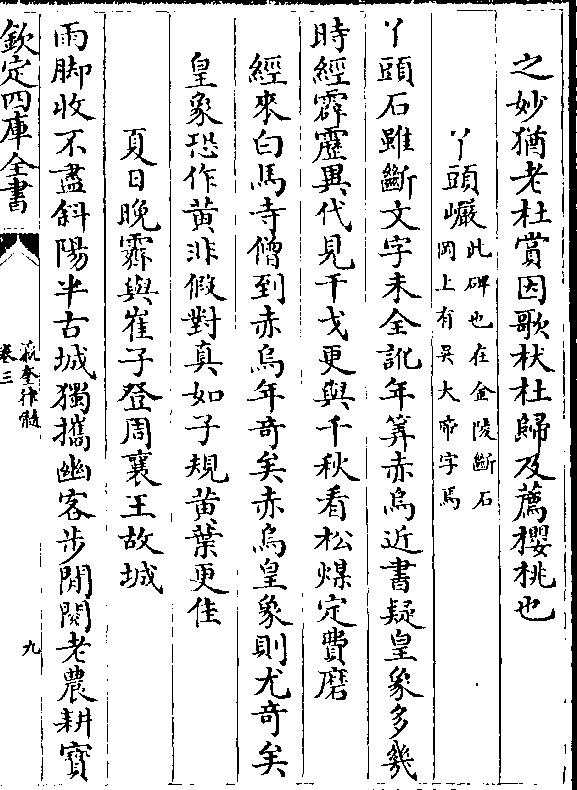 之妙猶老杜賞因歌杕杜歸及薦櫻桃也
丫頭巖此碑也在金陵斷石
岡上有吳大帝字焉
丫頭石雖斷文字未全訛年筭赤烏近書疑皇象多幾
時經霹靂異代見干戈更與千秋看松煤定費磨
經來白馬寺僧到赤烏年奇矣赤烏皇象則尤奇矣
皇象恐作黄非假對真如子規黄葉更佳
夏日晚霽與崔子登周襄王故城
雨脚收不盡斜陽半古城獨攜幽客步閒閱老農耕寶
欽定四庫全書
瀛奎律髓
卷三
九